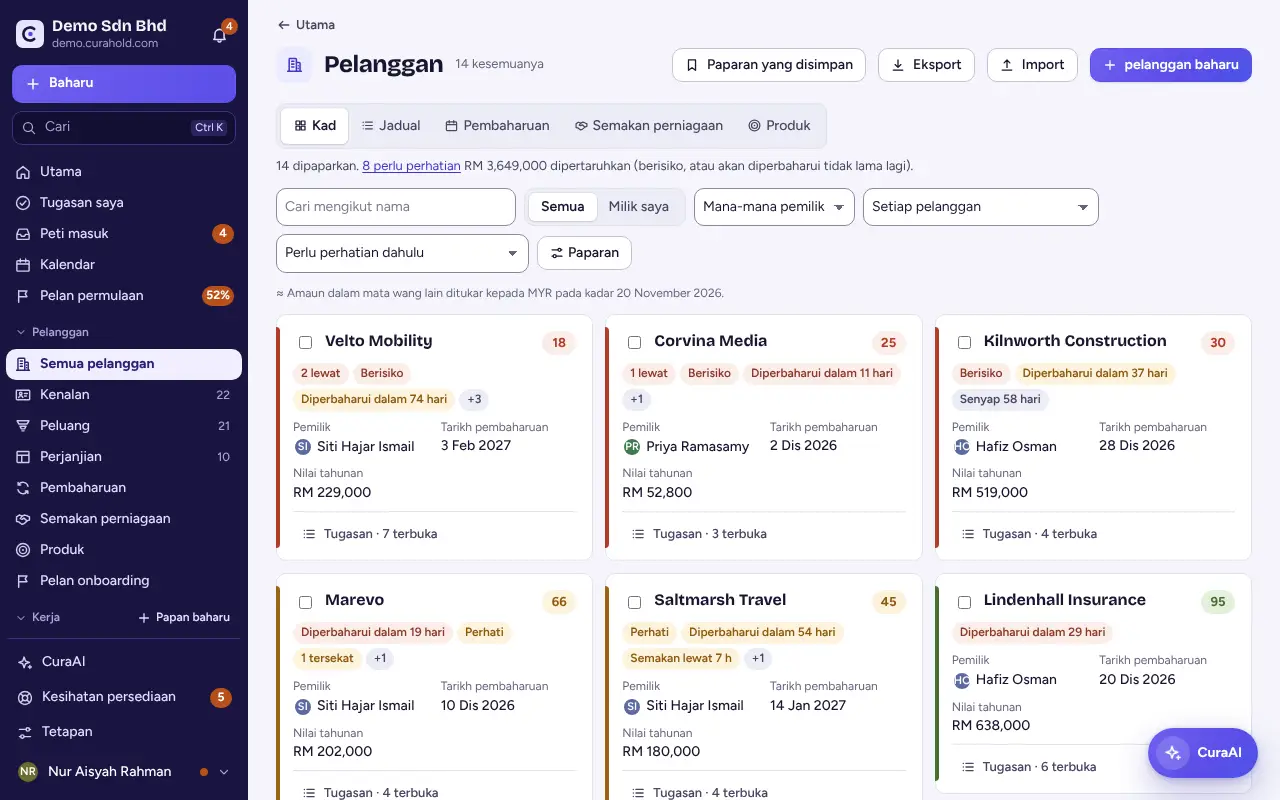 Demo Sdn Bhd
demo.curahold.com
4
Baharu
Cari
Ctrl K
Utama
Tugasan saya
Peti masuk 4
Kalendar
Pelan permulaan 52%
Pelanggan
Semua pelanggan
Kenalan 22
Peluang 21
Perjanjian 10
Pembaharuan
Semakan perniagaan
Produk
Pelan onboarding
Kerja + Papan baharu
CuraAI
Kesihatan persediaan 5
Tetapan
NR Nur Aisyah Rahman
← Utama
Pelanggan 14 kesemuanya
Paparan yang disimpan
Eksport
Import
+ pelanggan baharu
Kad
Jadual
Pembaharuan
Semakan perniagaan
Produk
14 dipaparkan. 8 perlu perhatian RM 3,649,000 dipertaruhkan (berisiko, atau akan diperbaharui tidak lama lagi).
Cari mengikut nama
Semua
Milik saya
Mana-mana pemilik
Setiap pelanggan
Perlu perhatian dahulu
Paparan
≈ Amaun dalam mata wang lain ditukar kepada MYR pada kadar 20 November 2026.
Velto Mobility 18
2 lewat Berisiko
Diperbaharui dalam 74 hari +3
Pemilik Tarikh pembaharuan
SI Siti Hajar Ismail 3 Feb 2027
Nilai tahunan
RM 229,000
Tugasan · 7 terbuka
Corvina Media 25
1 lewat Berisiko Diperbaharui dalam 11 hari
+1
Pemilik Tarikh pembaharuan
PR Priya Ramasamy 2 Dis 2026
Nilai tahunan
RM 52,800
Tugasan · 3 terbuka
Kilnworth Construction 30
Berisiko Diperbaharui dalam 37 hari
Senyap 58 hari
Pemilik Tarikh pembaharuan
HO Hafiz Osman 28 Dis 2026
Nilai tahunan
RM 519,000
Tugasan · 4 terbuka
Marevo 66
Diperbaharui dalam 19 hari Perhati
1 tersekat +1
Pemilik Tarikh pembaharuan
SI Siti Hajar Ismail 10 Dis 2026
Nilai tahunan
RM 202,000
Tugasan · 4 terbuka
Saltmarsh Travel 45
Perhati Diperbaharui dalam 54 hari
Semakan lewat 7 h +1
Pemilik Tarikh pembaharuan
SI Siti Hajar Ismail 14 Jan 2027
Nilai tahunan
RM 180,000
Tugasan · 4 terbuka
Lindenhall Insurance 95
Diperbaharui dalam 29 hari
Pemilik Tarikh pembaharuan
HO Hafiz Osman 20 Dis 2026
Nilai tahunan
RM 638,000
Tugasan · 6 terbuka
CuraAI